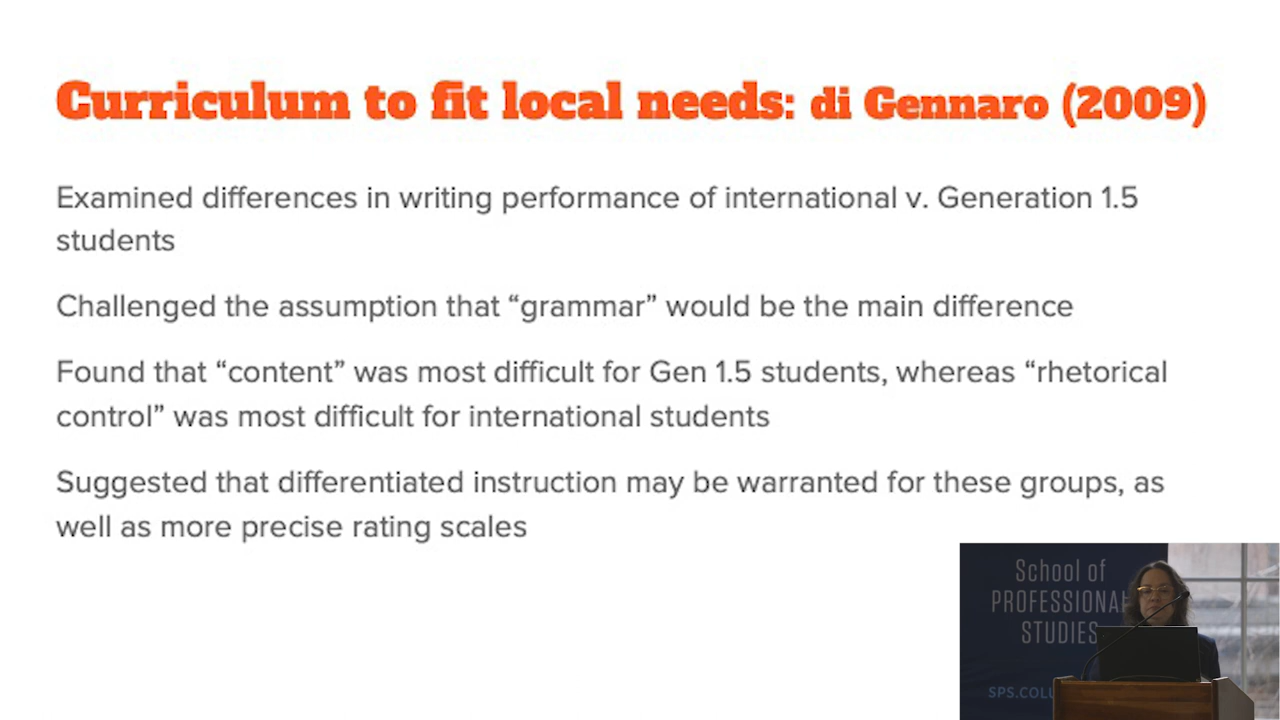 Curriculum to fit local needs: di Gennaro (2009)
Examined differences in writing performance of international v. Generation 1.5
students
Challenged the assumption that “grammar” would be the main difference
Found that “content” was most difficult for Gen 1.5 students, whereas “rhetorical
control” was most difficult for international students
Suggested that differentiated instruction may be warranted for these groups, as
well as more precise rating scales
School of
PROFESSIONAL
STUDIES